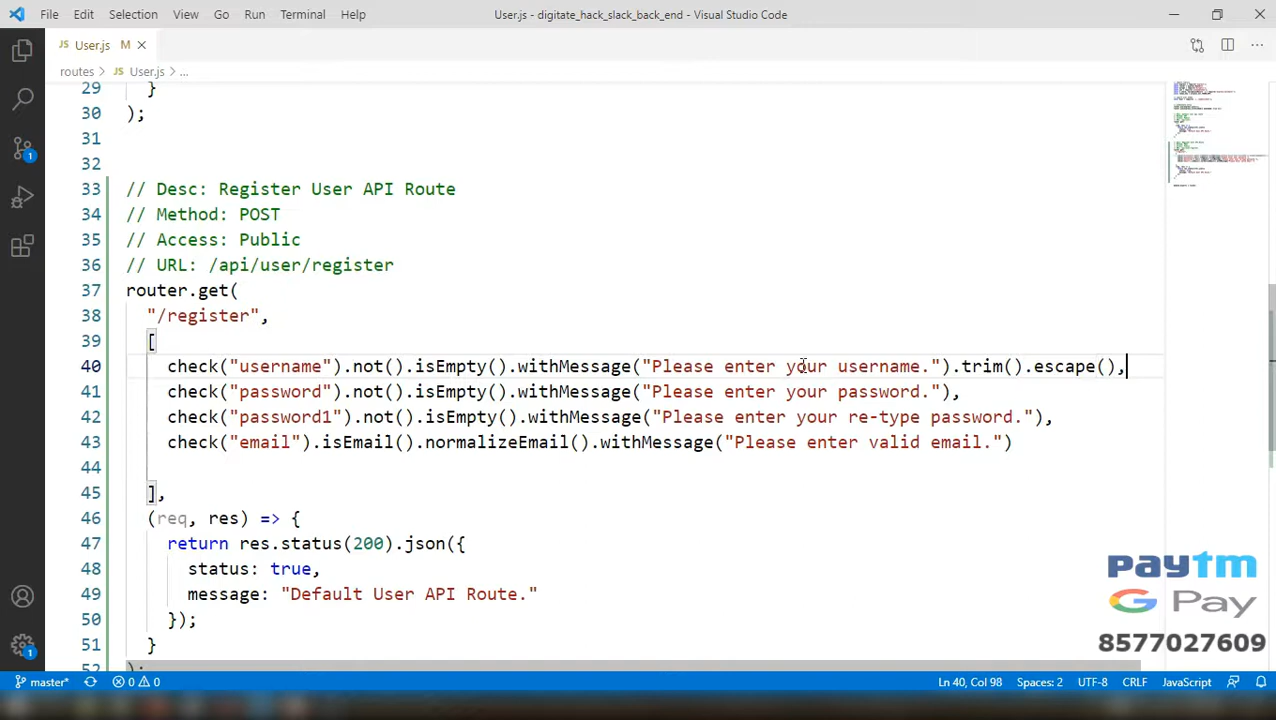 File Edit Selection View Go Run Terminal Help User.js - digitate_hack_slack_back_end - Visual Studio Code
JS User.js M
routes > JS User.js > ...
29 }
30 );
31
32
33 // Desc: Register User API Route
34 // Method: POST
35 // Access: Public
36 // URL: /api/user/register
37 router.get(
38 "/register",
39 [
40 check("username").not().isEmpty().withMessage("Please enter your username.").trim().escape(),
41 check("password").not().isEmpty().withMessage("Please enter your password."),
42 check("password1").not().isEmpty().withMessage("Please enter your re-type password."),
43 check("email").isEmail().normalizeEmail().withMessage("Please enter valid email.")
44
45 ],
46 (req, res) => {
47 return res.status(200).json({
48 status: true,
49 message: "Default User API Route."
50 });
51 }
52 );
paytm
G Pay
8577027609
1
1
master* 0 0 Ln 40, Col 98 Spaces: 2 UTF-8 CRLF JavaScript